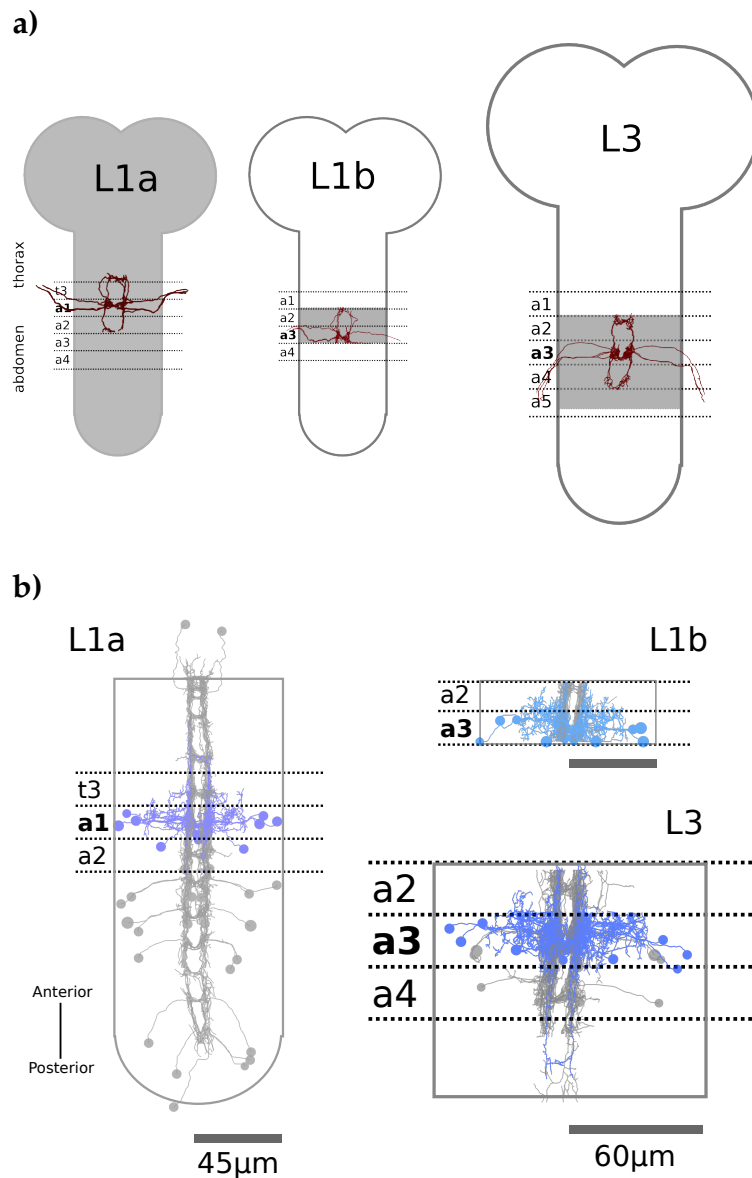 a)
L1a
L1b
L3
thorax
abdomen
t3
a1
a2
a3
a4
a1
a2
a3
a4
a1
a2
a3
a4
a5
b)
L1a
t3
a1
a2
Anterior
Posterior
45µm
L1b
a2
a3
L3
a2
a3
a4
60µm